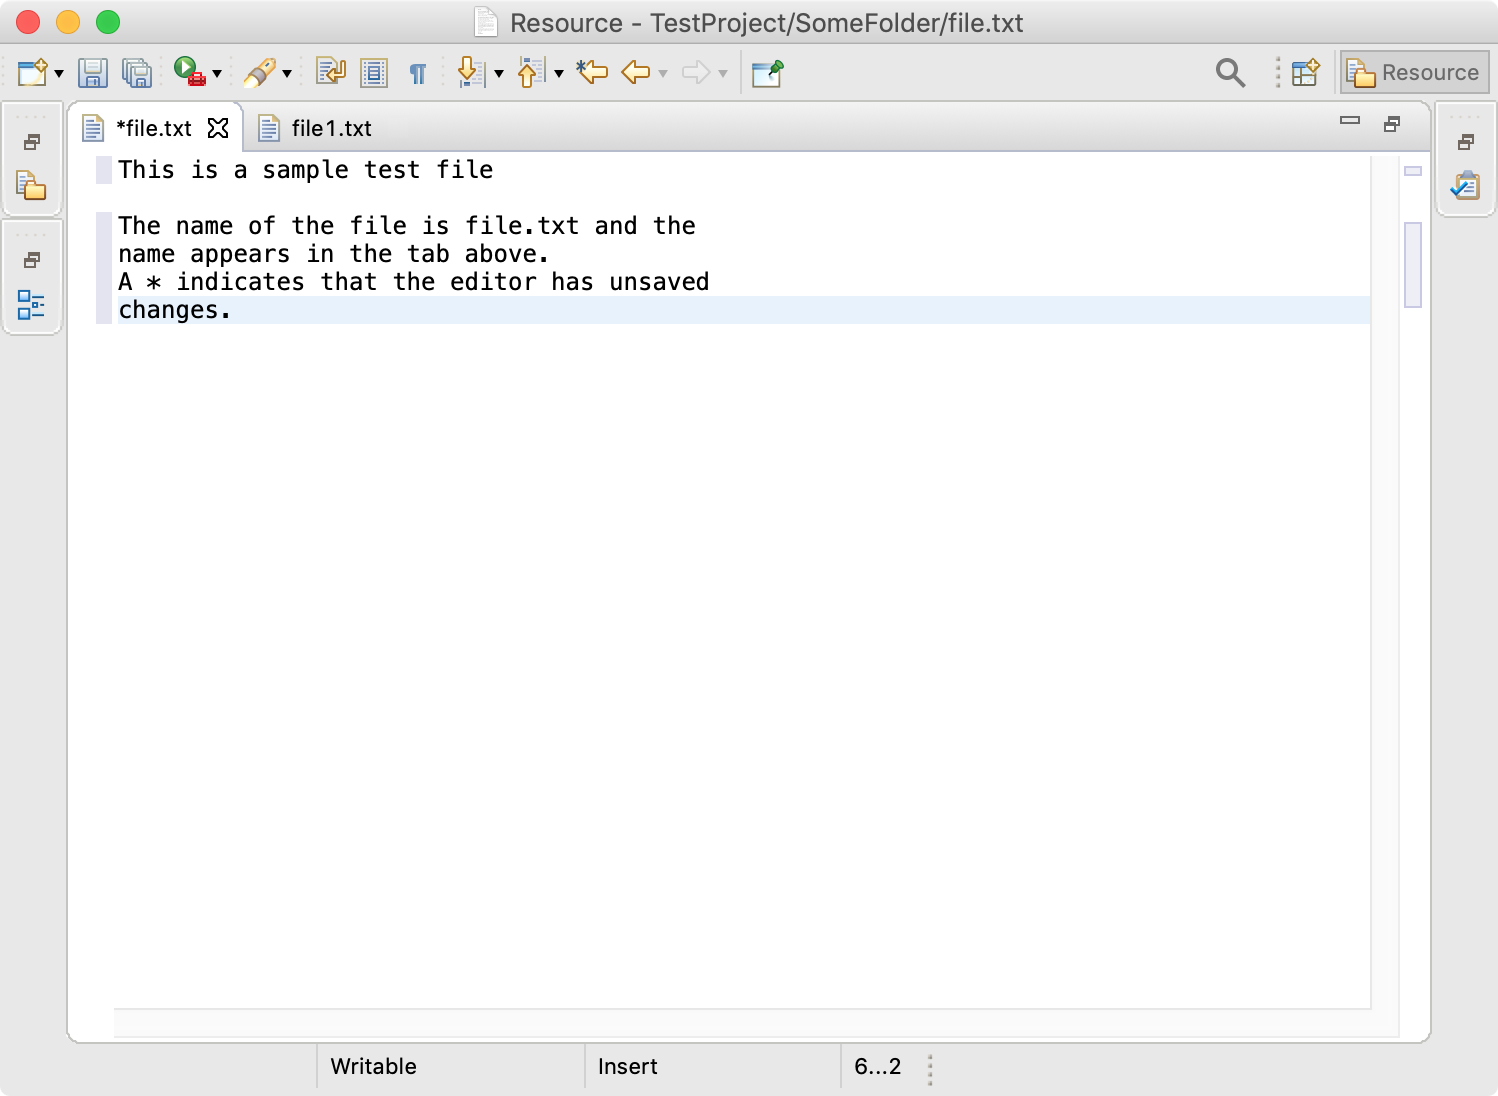 Resource - TestProject/SomeFolder/file.txt
Resource
*file.txt
file1.txt
This is a sample test file
The name of the file is file.txt and the
name appears in the tab above.
A * indicates that the editor has unsaved
changes.
Writable
Insert
6...2